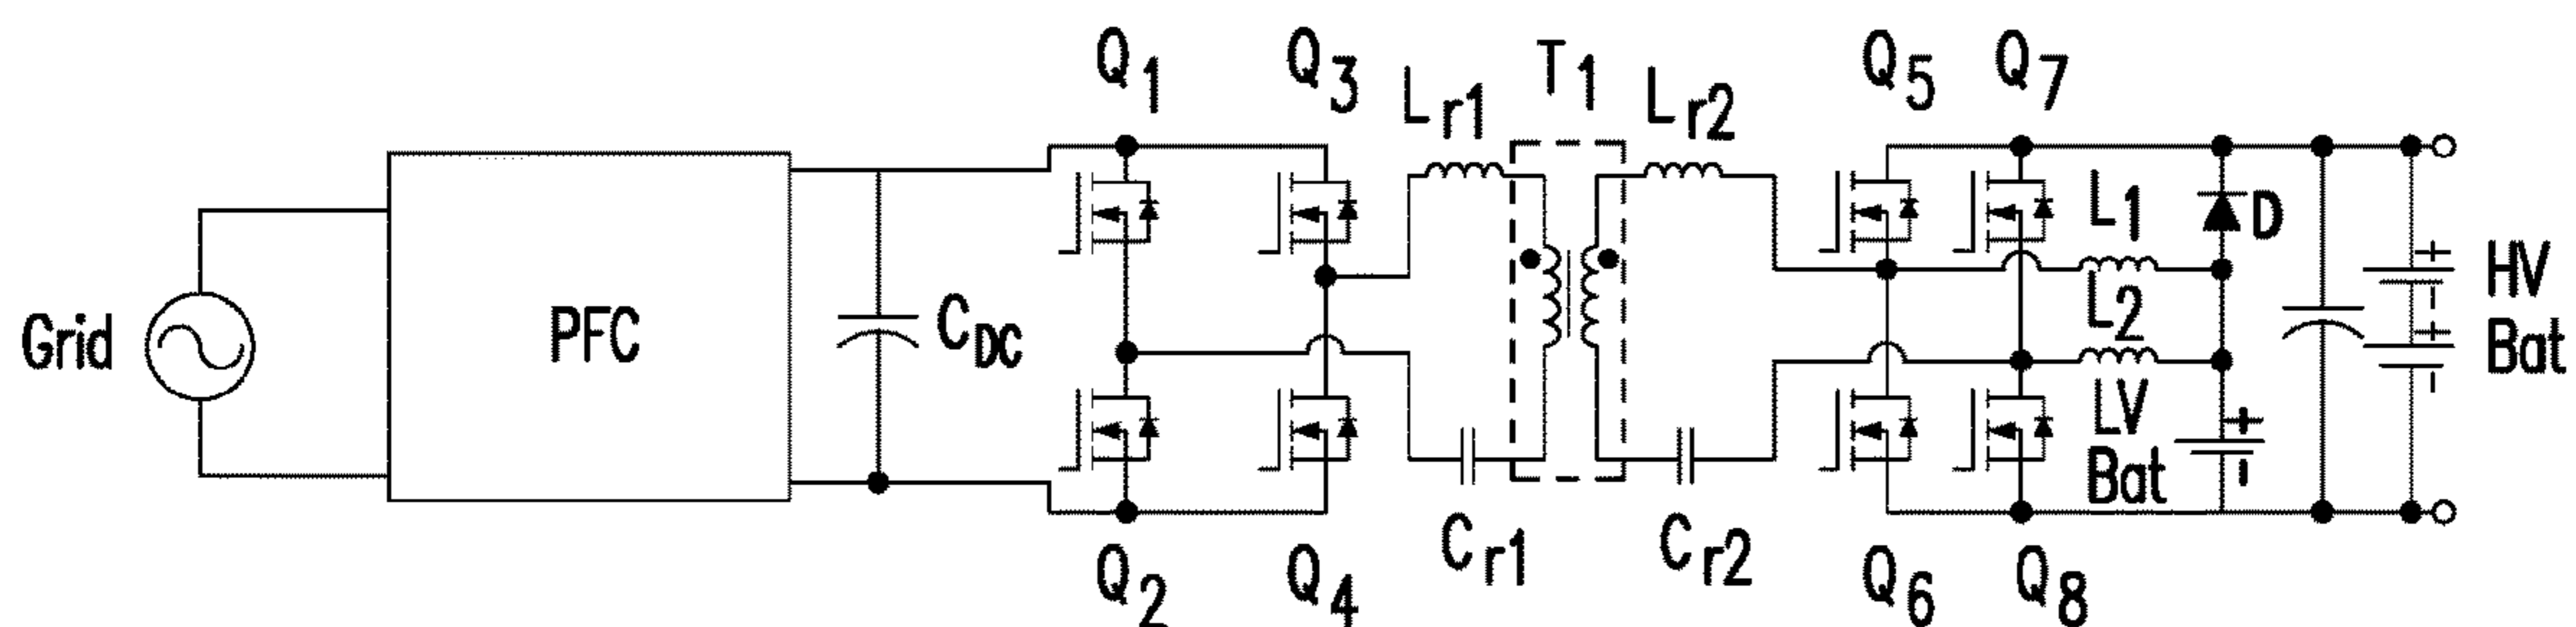 Grid
PFC
C DC
Q1
Q3
Q2
Q4
Lr1
T1
Lr2
Cr1
Cr2
Q5
Q7
Q6
Q8
L1
L2
D
LV
Bat
+
-
+
-
+
-
HV
Bat